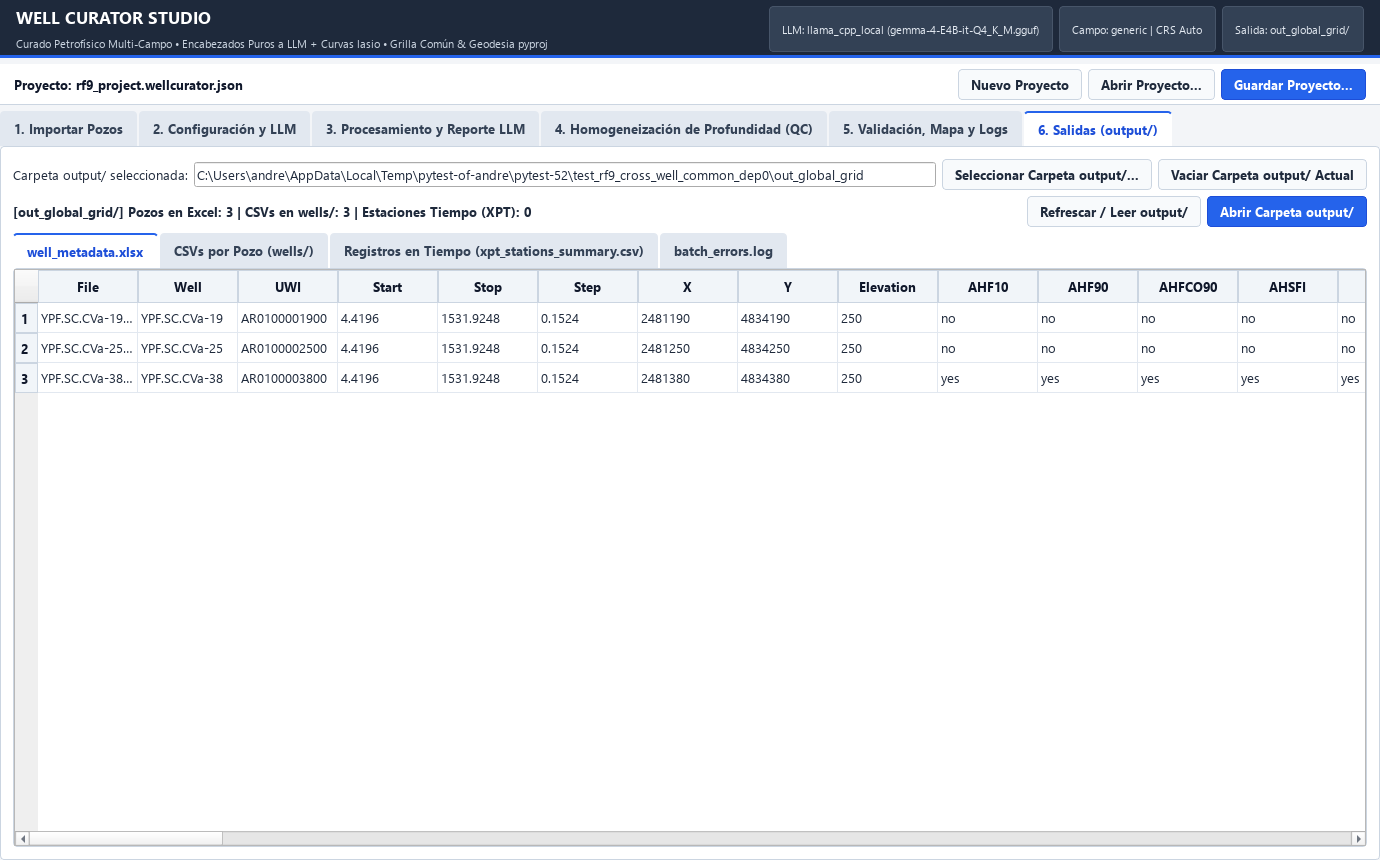 WELL CURATOR STUDIO
Curado Petrofísico Multi-Campo • Encabezados Puros a LLM + Curvas lasio • Grilla Común & Geodesia pyproj
LLM: llama_cpp_local (gemma-4-E4B-it-Q4_K_M.gguf)
Campo: generic | CRS Auto
Salida: out_global_grid/
Proyecto: rf9_project.wellcurator.json
Nuevo Proyecto
Abrir Proyecto...
Guardar Proyecto...
1. Importar Pozos
2. Configuración y LLM
3. Procesamiento y Reporte LLM
4. Homogeneización de Profundidad (QC)
5. Validación, Mapa y Logs
6. Salidas (output/)
Carpeta output/ seleccionada:
C:\Users\andre\AppData\Local\Temp\pytest-of-andre\pytest-52\test_rf9_cross_well_common_dep0\out_global_grid
Seleccionar Carpeta output/...
Vaciar Carpeta output/ Actual
[out_global_grid/] Pozos en Excel: 3 | CSVs en wells/: 3 | Estaciones Tiempo (XPT): 0
Refrescar / Leer output/
Abrir Carpeta output/
well_metadata.xlsx
CSVs por Pozo (wells/)
Registros en Tiempo (xpt_stations_summary.csv)
batch_errors.log
File Well UWI Start Stop Step X Y Elevation AHF10 AHF90 AHFCO90 AHSFI
1 YPF.SC.CVa-19... YPF.SC.CVa-19 AR0100001900 4.4196 1531.9248 0.1524 2481190 4834190 250 no no no no no
2 YPF.SC.CVa-25... YPF.SC.CVa-25 AR0100002500 4.4196 1531.9248 0.1524 2481250 4834250 250 no no no no no
3 YPF.SC.CVa-38... YPF.SC.CVa-38 AR0100003800 4.4196 1531.9248 0.1524 2481380 4834380 250 yes yes yes yes yes